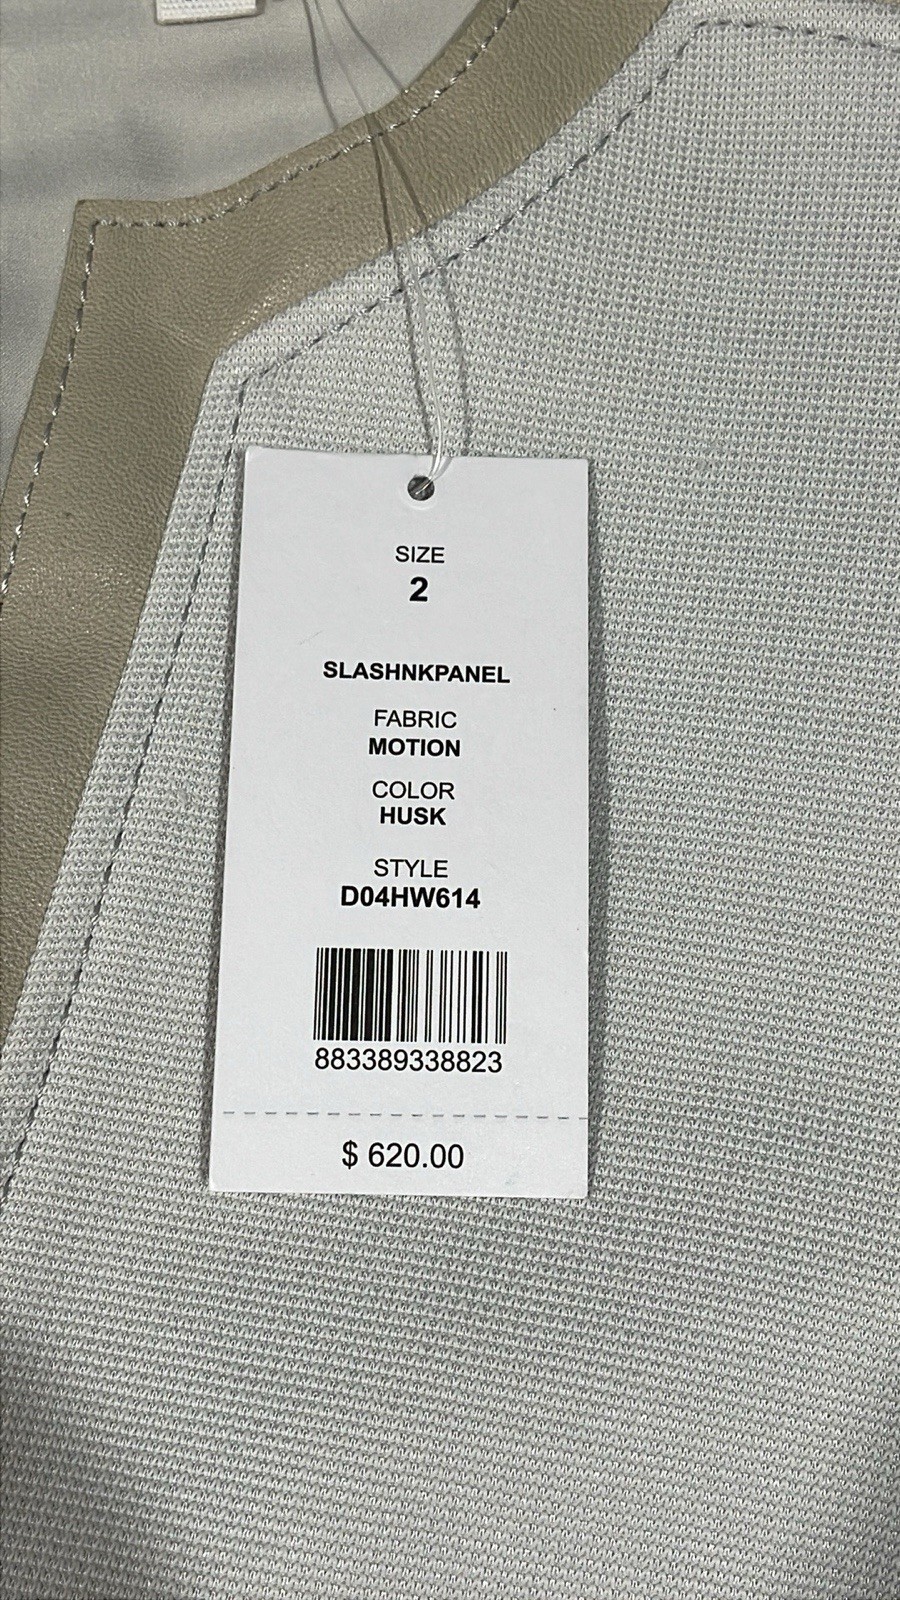 SIZE
2
SLASHNKPANEL
FABRIC
MOTION
COLOR
HUSK
STYLE
D04HW614
883389338823
$ 620.00